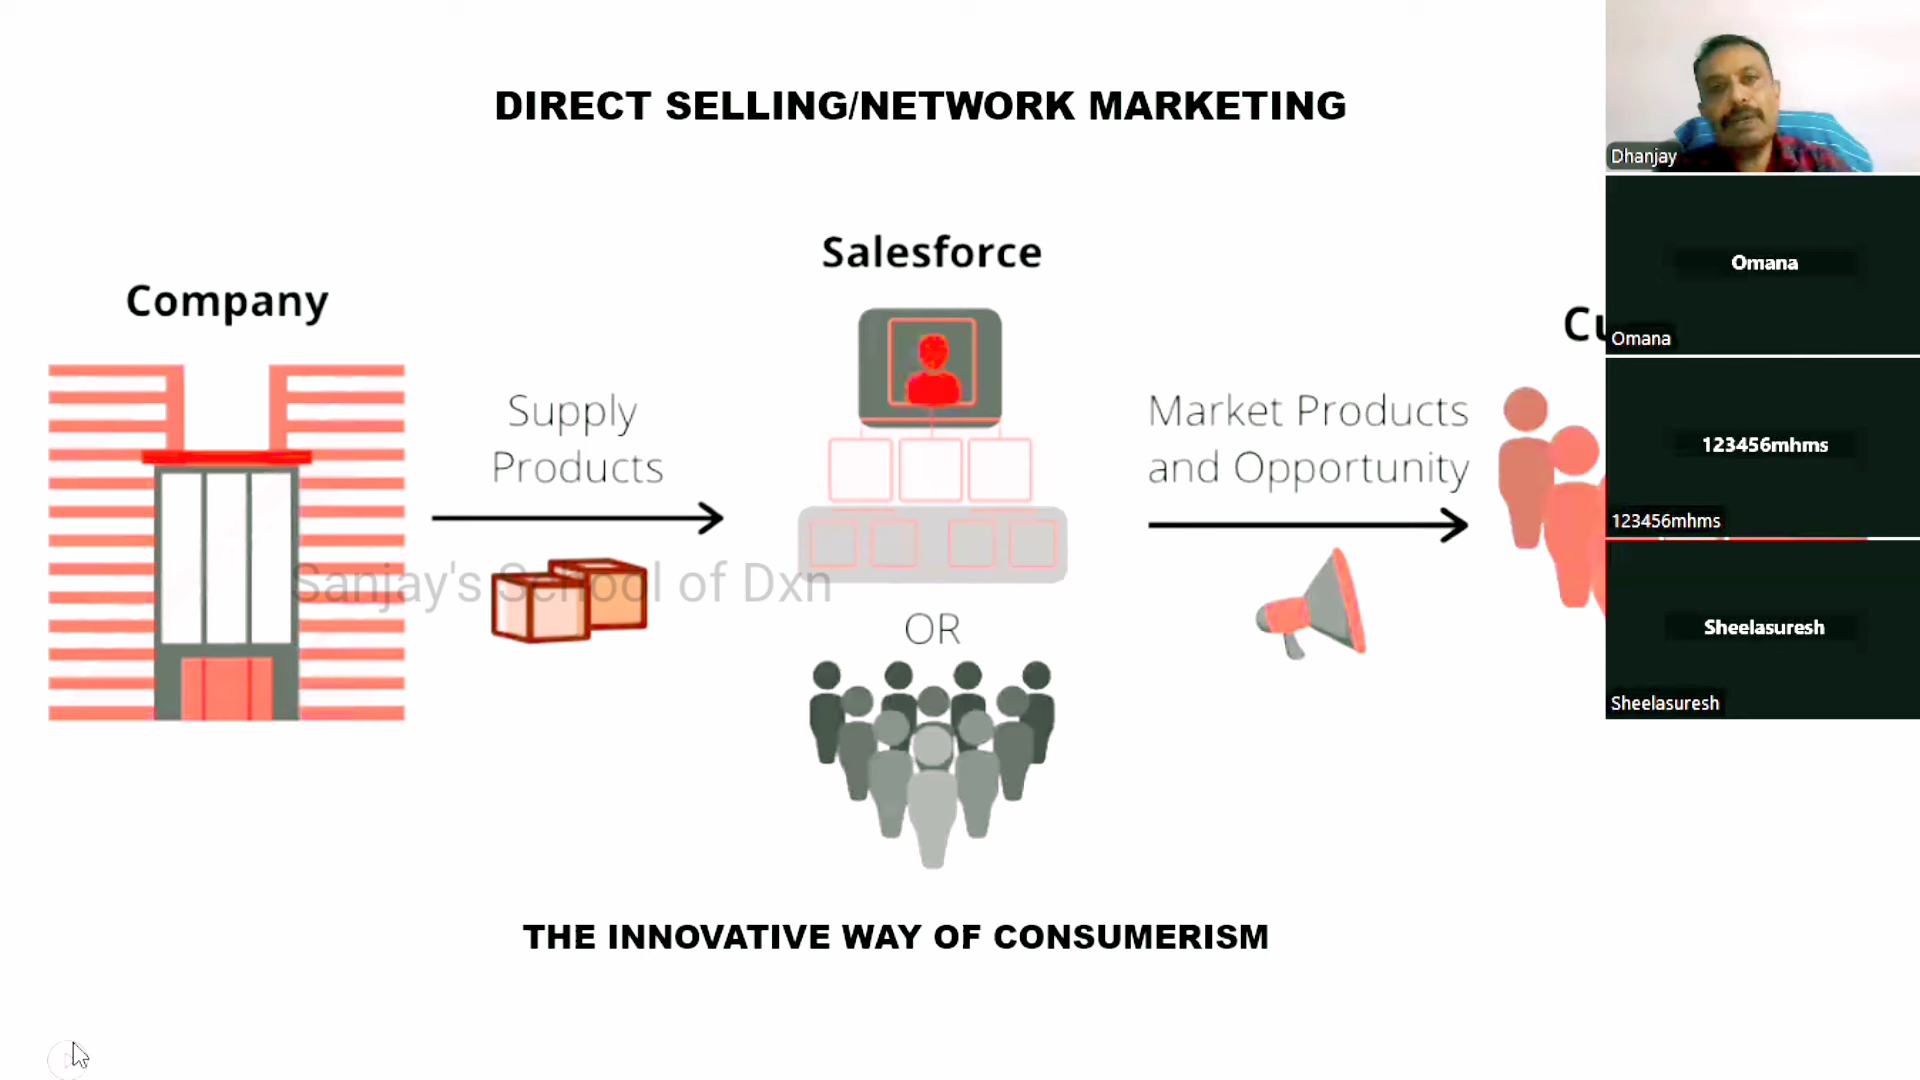 DIRECT SELLING/NETWORK MARKETING
Company
Supply
Products
Salesforce
OR
Market Products
and Opportunity
Cu
Sanjay's School of Dxn
THE INNOVATIVE WAY OF CONSUMERISM
Dhanjay
Omana
Omana
123456mhms
123456mhms
Sheelasuresh
Sheelasuresh